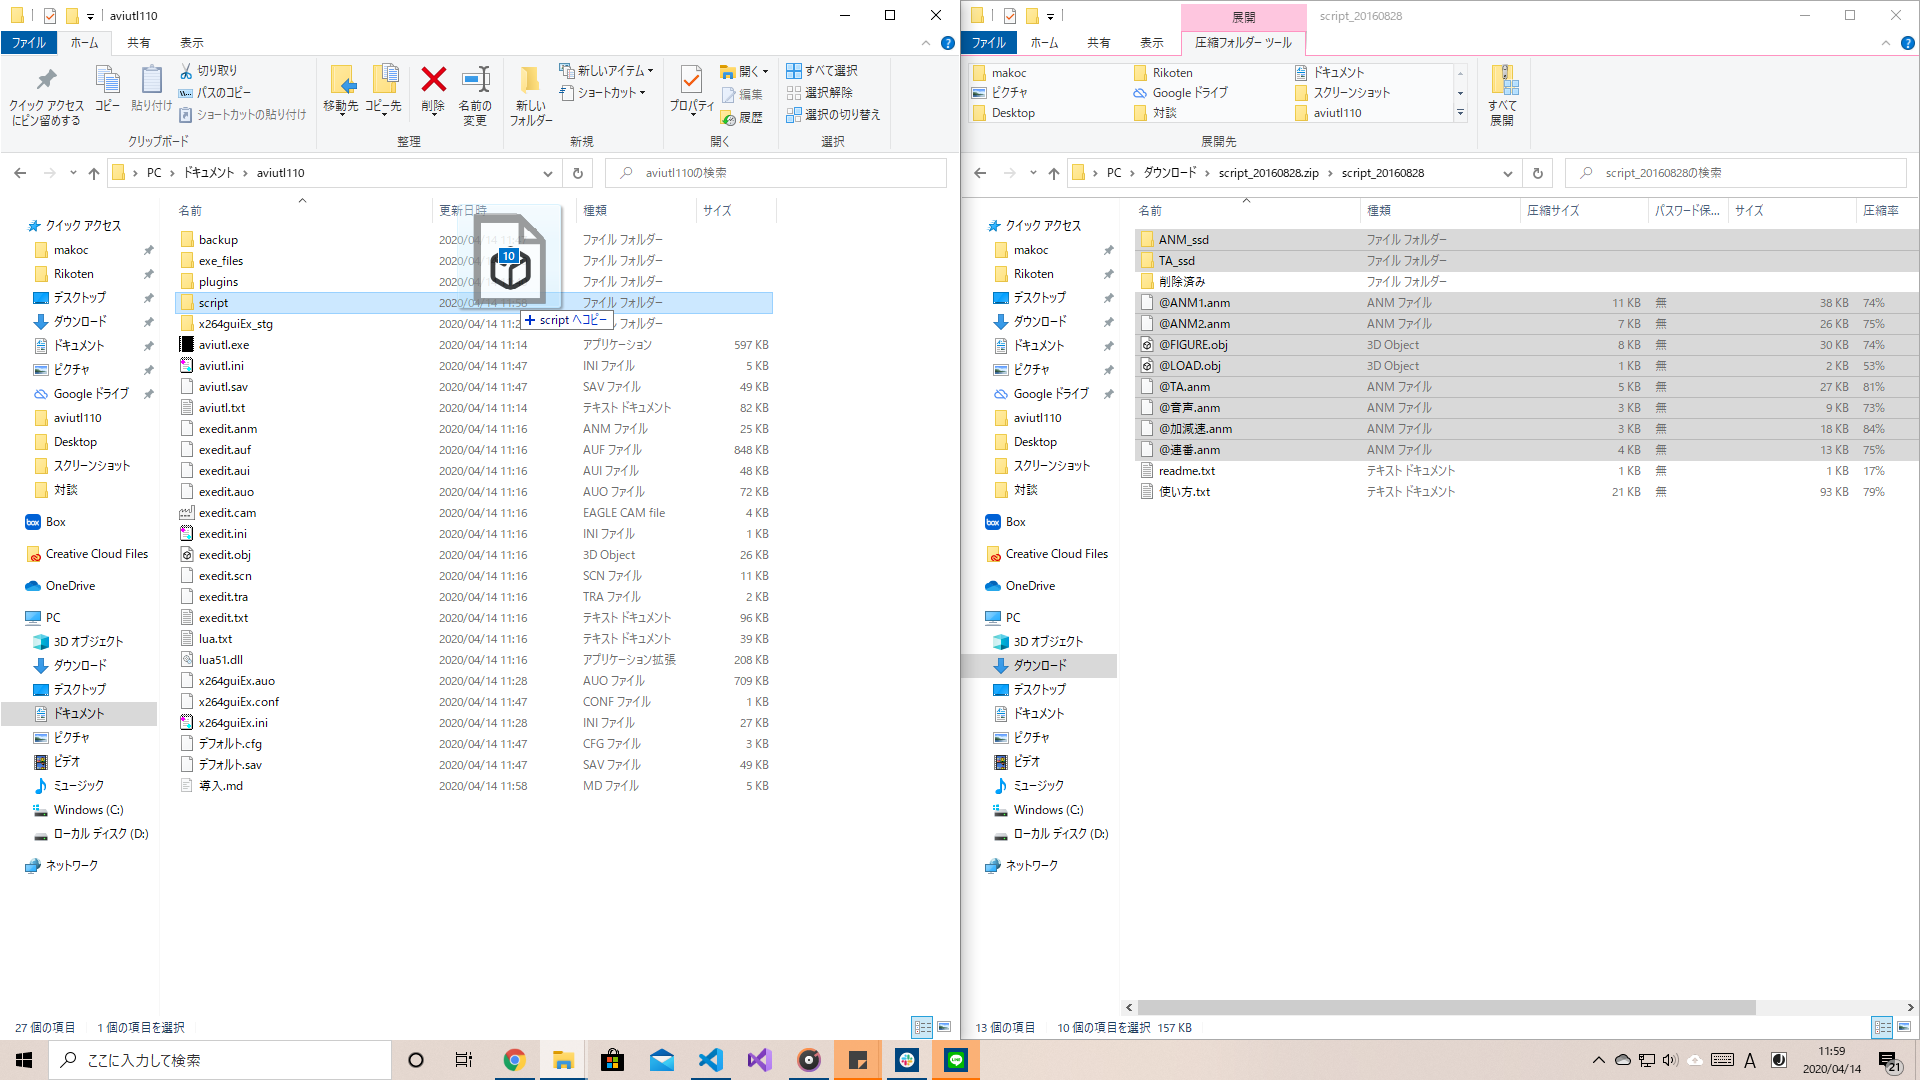 aviutl110
ファイル ホーム 共有 表示
クイック アクセス
にピン留めする
コピー
貼り付け
切り取り
パスのコピー
ショートカットの貼り付け
クリップボード
移動先
コピー先
削除
名前の
変更
整理
新しい
フォルダー
新しいアイテム
ショートカット
新規
プロパティ
開く
編集
履歴
開く
すべて選択
選択解除
選択の切り替え
選択
PC ドキュメント aviutl110
aviutl110の検索
クイック アクセス
makoc
Rikoten
デスクトップ
ダウンロード
ドキュメント
ピクチャ
Google ドライブ
aviutl110
Desktop
スクリーンショット
対談
Box
Creative Cloud Files
OneDrive
PC
3D オブジェクト
ダウンロード
デスクトップ
ドキュメント
ピクチャ
ビデオ
ミュージック
Windows (C:)
ローカル ディスク (D:)
ネットワーク
名前 更新日時 種類 サイズ
backup ファイル フォルダー
exe_files ファイル フォルダー
plugins ファイル フォルダー
script 2020/04/14 11:58 ファイル フォルダー
x264guiEx_stg ファイル フォルダー
10
script へコピー
aviutl.exe 2020/04/14 11:14 アプリケーション 597 KB
aviutl.ini 2020/04/14 11:47 INI ファイル 5 KB
aviutl.sav 2020/04/14 11:47 SAV ファイル 49 KB
aviutl.txt 2020/04/14 11:14 テキスト ドキュメント 82 KB
exedit.anm 2020/04/14 11:16 ANM ファイル 25 KB
exedit.auf 2020/04/14 11:16 AUF ファイル 848 KB
exedit.aui 2020/04/14 11:16 AUI ファイル 48 KB
exedit.auo 2020/04/14 11:16 AUO ファイル 72 KB
exedit.cam 2020/04/14 11:16 EAGLE CAM file 4 KB
exedit.ini 2020/04/14 11:16 INI ファイル 1 KB
exedit.obj 2020/04/14 11:16 3D Object 26 KB
exedit.scn 2020/04/14 11:16 SCN ファイル 11 KB
exedit.tra 2020/04/14 11:16 TRA ファイル 2 KB
exedit.txt 2020/04/14 11:16 テキスト ドキュメント 96 KB
lua.txt 2020/04/14 11:16 テキスト ドキュメント 39 KB
lua51.dll 2020/04/14 11:16 アプリケーション拡張 208 KB
x264guiEx.auo 2020/04/14 11:28 AUO ファイル 709 KB
x264guiEx.conf 2020/04/14 11:47 CONF ファイル 1 KB
x264guiEx.ini 2020/04/14 11:28 INI ファイル 27 KB
デフォルト.cfg 2020/04/14 11:47 CFG ファイル 3 KB
デフォルト.sav 2020/04/14 11:47 SAV ファイル 49 KB
導入.md 2020/04/14 11:58 MD ファイル 5 KB
27 個の項目 1 個の項目を選択
展開 script_20160828
ファイル ホーム 共有 表示 圧縮フォルダー ツール
makoc Rikoten ドキュメント
ピクチャ Google ドライブ スクリーンショット
Desktop 対談 aviutl110
展開先
すべて
展開
PC ダウンロード script_20160828.zip script_20160828
script_20160828の検索
クイック アクセス
makoc
Rikoten
デスクトップ
ダウンロード
ドキュメント
ピクチャ
Google ドライブ
aviutl110
Desktop
スクリーンショット
対談
Box
Creative Cloud Files
OneDrive
PC
3D オブジェクト
ダウンロード
デスクトップ
ドキュメント
ピクチャ
ビデオ
ミュージック
Windows (C:)
ローカル ディスク (D:)
ネットワーク
名前 種類 圧縮サイズ パスワード保... サイズ 圧縮率
ANM_ssd ファイル フォルダー
TA_ssd ファイル フォルダー
削除済み ファイル フォルダー
@ANM1.anm ANM ファイル 11 KB 無 38 KB 74%
@ANM2.anm ANM ファイル 7 KB 無 26 KB 75%
@FIGURE.obj 3D Object 8 KB 無 30 KB 74%
@LOAD.obj 3D Object 1 KB 無 2 KB 53%
@TA.anm ANM ファイル 5 KB 無 27 KB 81%
@音声.anm ANM ファイル 3 KB 無 9 KB 73%
@加減速.anm ANM ファイル 3 KB 無 18 KB 84%
@連番.anm ANM ファイル 4 KB 無 13 KB 75%
readme.txt テキスト ドキュメント 1 KB 無 1 KB 17%
使い方.txt テキスト ドキュメント 21 KB 無 93 KB 79%
13 個の項目 10 個の項目を選択 157 KB
ここに入力して検索
A
11:59
2020/04/14
21